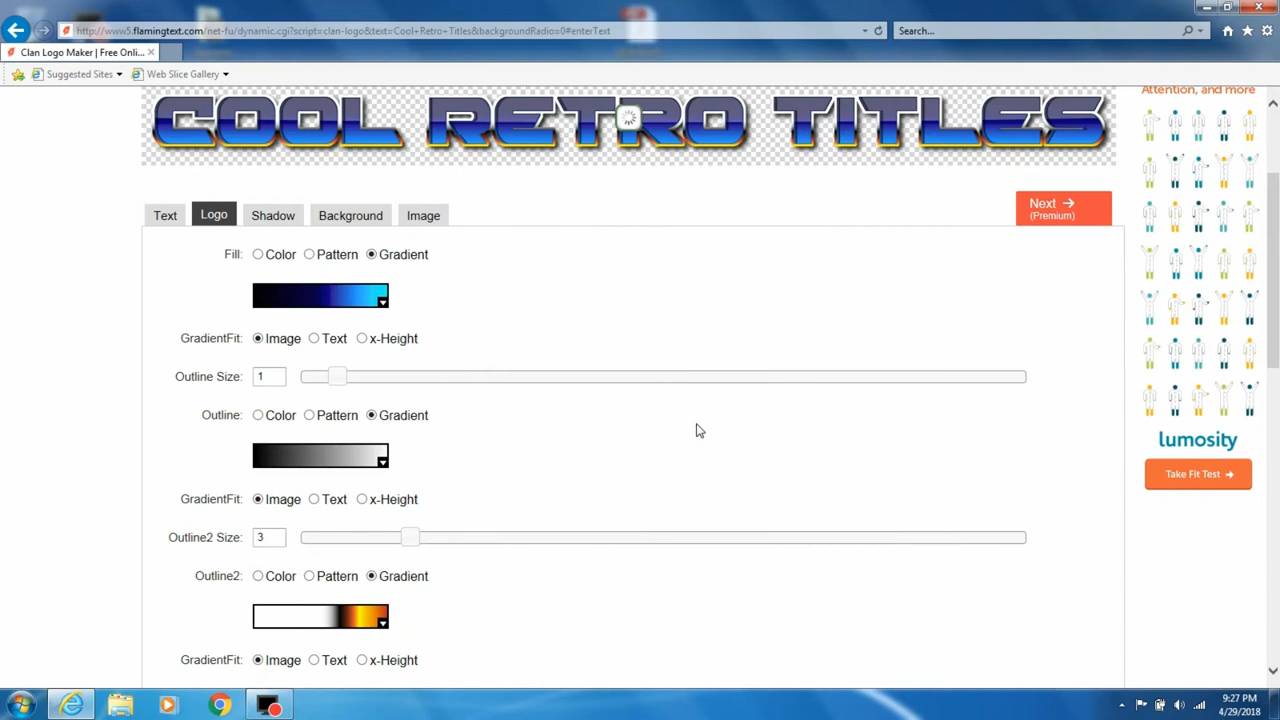 http://www5.flamingtext.com/net-fu/dynamic.cgi?script=clan-logo&text=Cool+Retro+Titles&backgroundRadio=0#enterText
Search...
Clan Logo Maker | Free Onli...
Suggested Sites
Web Slice Gallery
Attention, and more
COOL RETRO TITLES
Text
Logo
Shadow
Background
Image
Next
(Premium)
Fill: Color Pattern Gradient
GradientFit: Image Text x-Height
Outline Size: 1
Outline: Color Pattern Gradient
GradientFit: Image Text x-Height
Outline2 Size: 3
Outline2: Color Pattern Gradient
GradientFit: Image Text x-Height
lumosity
Take Fit Test
9:27 PM
4/29/2018